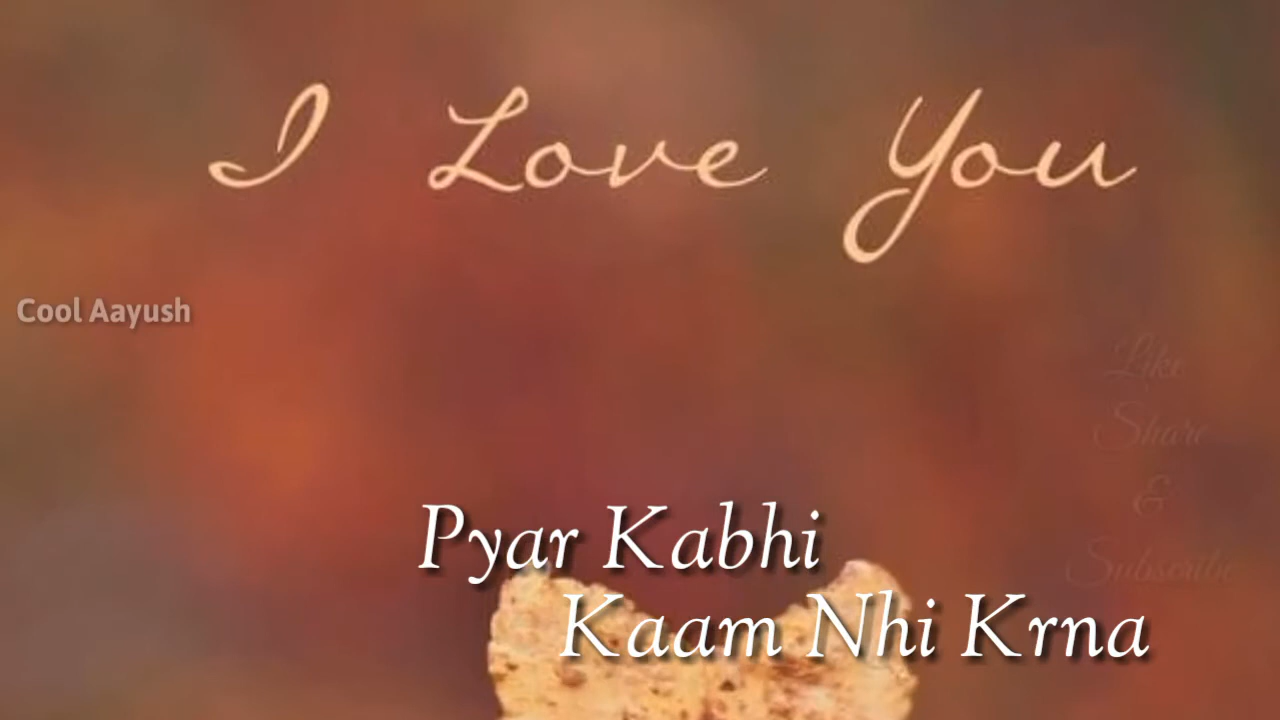 I Love You
Cool Aayush
Like
Share
&
Subscribe
Pyar Kabhi
Kaam Nhi Krna